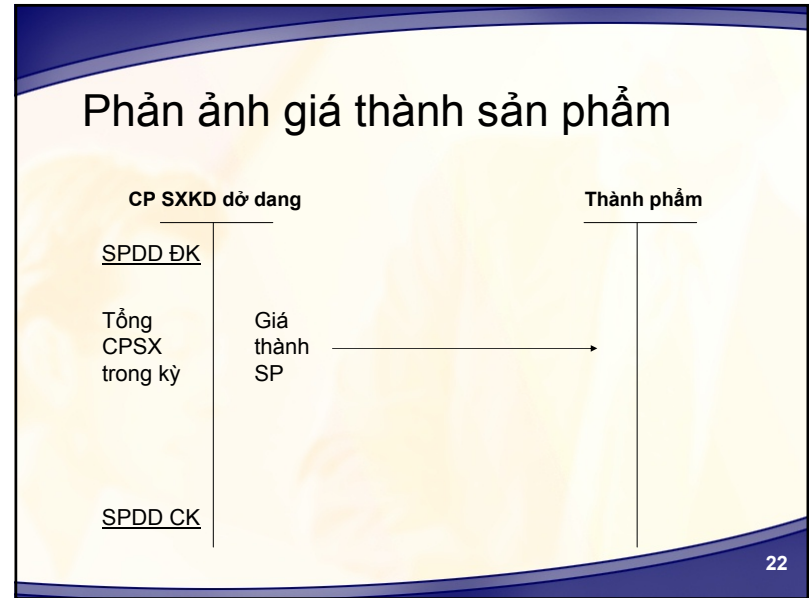 Phản ảnh giá thành sản phẩm
CP SXKD dở dang
Thành phẩm
SPDD ĐK
Tổng
CPSX
trong kỳ
Giá
thành
SP
SPDD CK
22